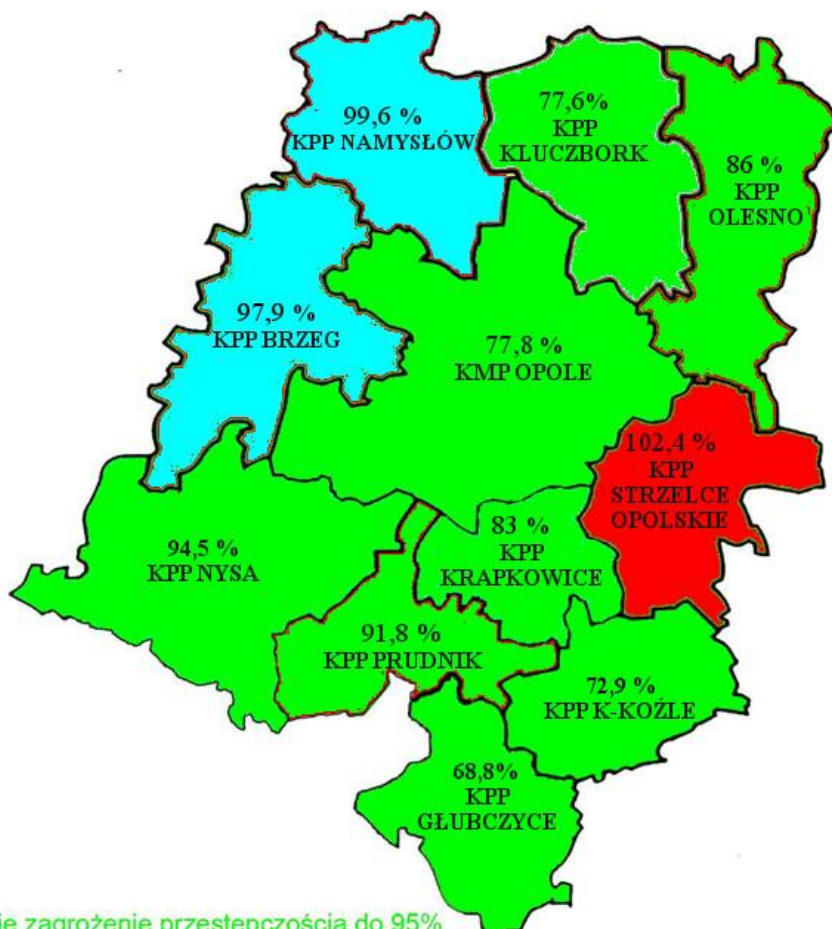 99,6 %
KPP NAMYSŁÓW
77,6%
KPP
KLUCZBORK
86 %
KPP
OLESNO
97,9 %
KPP BRZEG
77,8 %
KMP OPOLE
102,4 %
KPP
STRZELCE
OPOLSKIE
94,5 %
KPP NYSA
83 %
KPP
KRAPKOWICE
91,8 %
KPP PRUDNIK
72,9 %
KPP K-KOŹLE
68,8%
KPP
GŁUBCZYCE
zagrożenie przestępczością do 95%